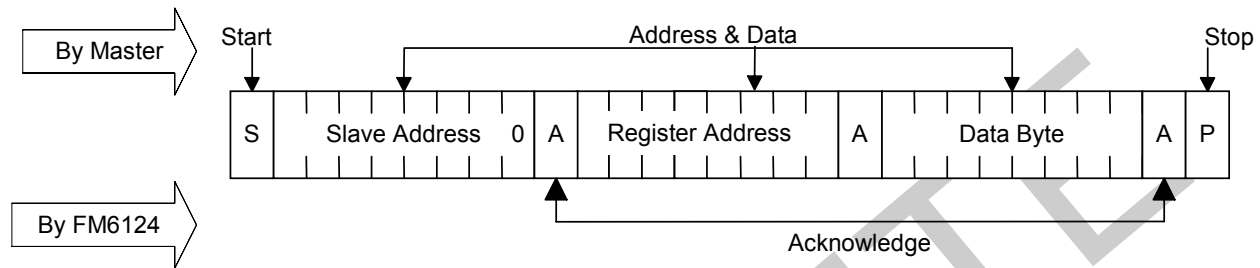 By Master
Start
Address & Data
Stop
S Slave Address 0 A Register Address A Data Byte A P
By FM6124
Acknowledge